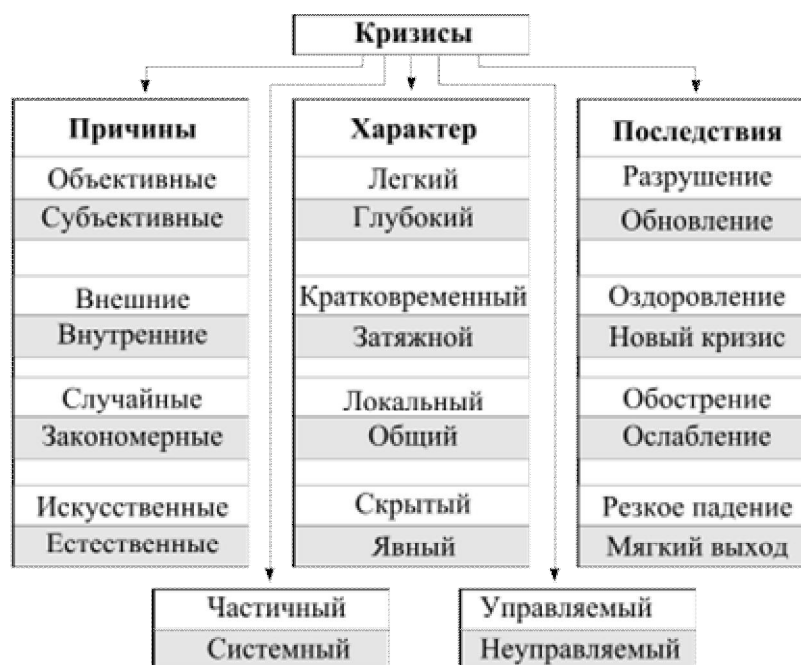 Кризисы
Причины
Объективные
Субъективные
Внешние
Внутренние
Случайные
Закономерные
Искусственные
Естественные
Характер
Легкий
Глубокий
Кратковременный
Затяжной
Локальный
Общий
Скрытый
Явный
Последствия
Разрушение
Обновление
Оздоровление
Новый кризис
Обострение
Ослабление
Резкое падение
Мягкий выход
Частичный
Системный
Управляемый
Неуправляемый